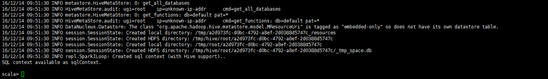 16/12/14 09:51:30 INFO metastore.HiveMetaStore: 0: get_all_databases
16/12/14 09:51:30 INFO HiveMetaStore.audit: ugi=root ip=unknown-ip-addr cmd=get_all_databases
16/12/14 09:51:30 INFO metastore.HiveMetaStore: 0: get_functions: db=default pat=*
16/12/14 09:51:30 INFO HiveMetaStore.audit: ugi=root ip=unknown-ip-addr cmd=get_functions: db=default pat=*
16/12/14 09:51:30 INFO DataNucleus.Datastore: The class "org.apache.hadoop.hive.metastore.model.MResourceUri" is tagged as "embedded-only" so does not have its own datastore table.
16/12/14 09:51:30 INFO session.SessionState: Created local directory: /tmp/a2d973fc-d0bc-4792-a8ef-2d0388d5747c_resources
16/12/14 09:51:30 INFO session.SessionState: Created HDFS directory: /tmp/hive/root/a2d973fc-d0bc-4792-a8ef-2d0388d5747c
16/12/14 09:51:30 INFO session.SessionState: Created local directory: /tmp/root/a2d973fc-d0bc-4792-a8ef-2d0388d5747c
16/12/14 09:51:30 INFO session.SessionState: Created HDFS directory: /tmp/hive/root/a2d973fc-d0bc-4792-a8ef-2d0388d5747c/_tmp_space.db
16/12/14 09:51:30 INFO repl.SparkILoop: Created sql context (with Hive support)..
SQL context available as sqlContext.
scala>